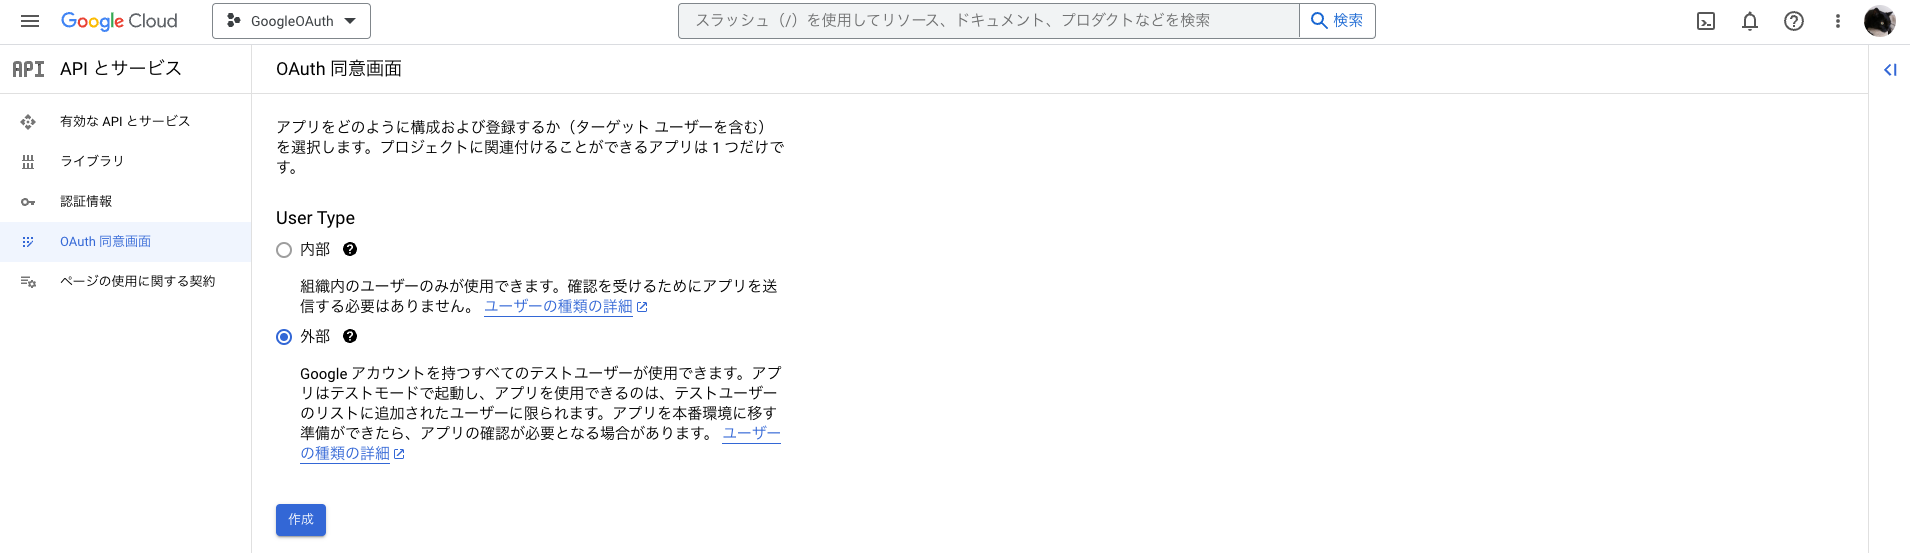 Google Cloud
GoogleOAuth
スラッシュ（/）を使用してリソース、ドキュメント、プロダクトなどを検索
検索
API API とサービス
OAuth 同意画面
有効な API とサービス
ライブラリ
認証情報
OAuth 同意画面
ページの使用に関する契約
アプリをどのように構成および登録するか（ターゲット ユーザーを含む）
を選択します。プロジェクトに関連付けることができるアプリは 1 つだけで
す。
User Type
内部
組織内のユーザーのみが使用できます。確認を受けるためにアプリを送
信する必要はありません。 ユーザーの種類の詳細
外部
Google アカウントを持つすべてのテストユーザーが使用できます。アプ
リはテストモードで起動し、アプリを使用できるのは、テストユーザー
のリストに追加されたユーザーに限られます。アプリを本番環境に移す
準備ができたら、アプリの確認が必要となる場合があります。 ユーザー
の種類の詳細
作成